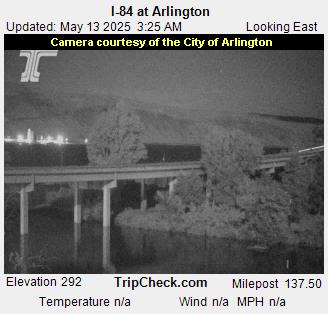 I-84 at Arlington
Updated: May 13 2025 3:25 AM Looking East
Camera courtesy of the City of Arlington
Elevation 292 TripCheck.com Milepost 137.50
Temperature n/a Wind n/a MPH n/a